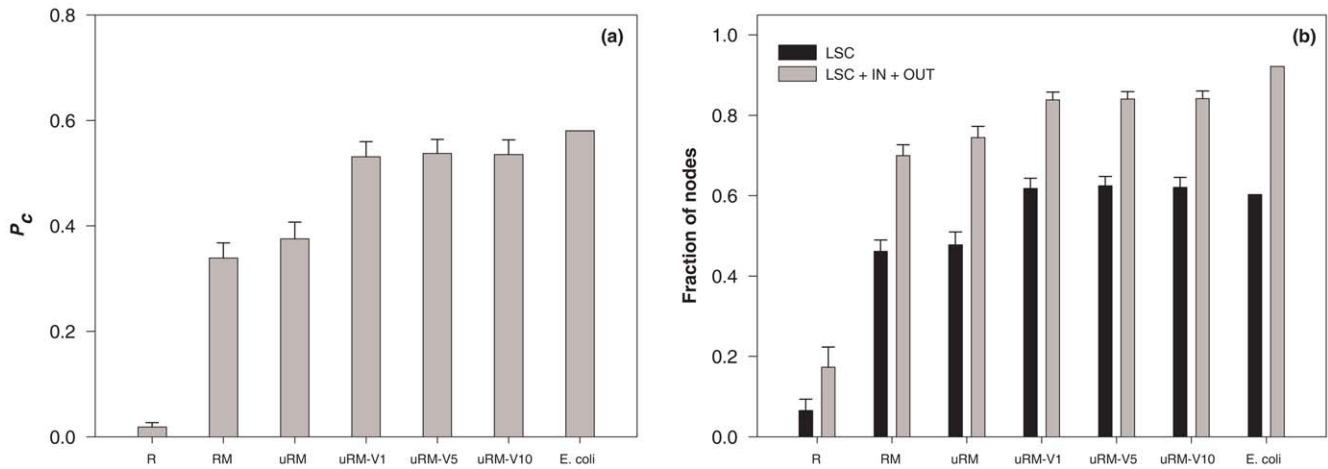 (a)
0.8
0.6
0.4
0.2
0.0
Pc
R RM uRM uRM-V1 uRM-V5 uRM-V10 E. coli
(b)
LSC
LSC + IN + OUT
1.0
0.8
0.6
0.4
0.2
0.0
Fraction of nodes
R RM uRM uRM-V1 uRM-V5 uRM-V10 E. coli